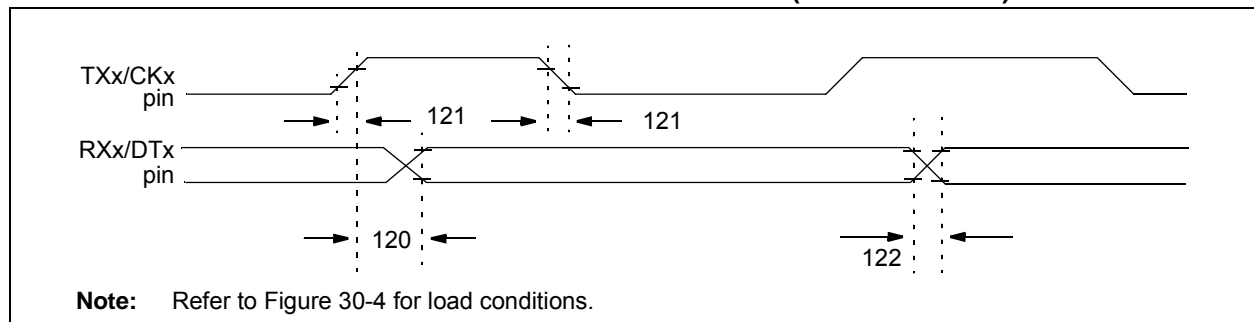 TXx/CKx
pin
121
121
RXx/DTx
pin
120
122
Note: Refer to Figure 30-4 for load conditions.